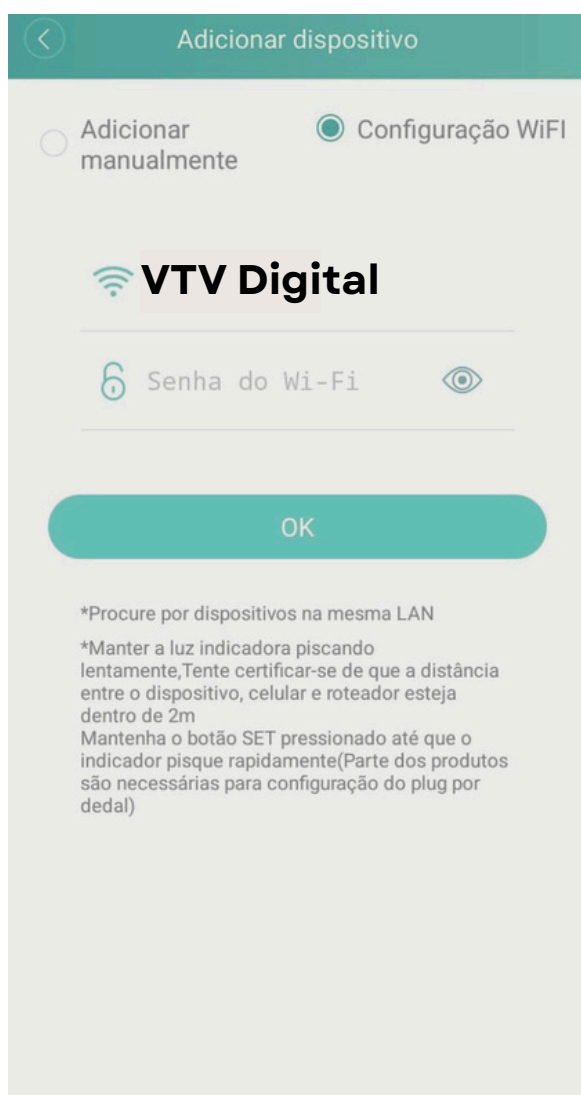 Adicionar dispositivo
Adicionar
manualmente
Configuração WiFI
VTV Digital
Senha do Wi-Fi
OK
*Procure por dispositivos na mesma LAN
*Manter a luz indicadora piscando
lentamente,Tente certificar-se de que a distância
entre o dispositivo, celular e roteador esteja
dentro de 2m
Mantenha o botão SET pressionado até que o
indicador pisque rapidamente(Parte dos produtos
são necessárias para configuração do plug por
dedal)